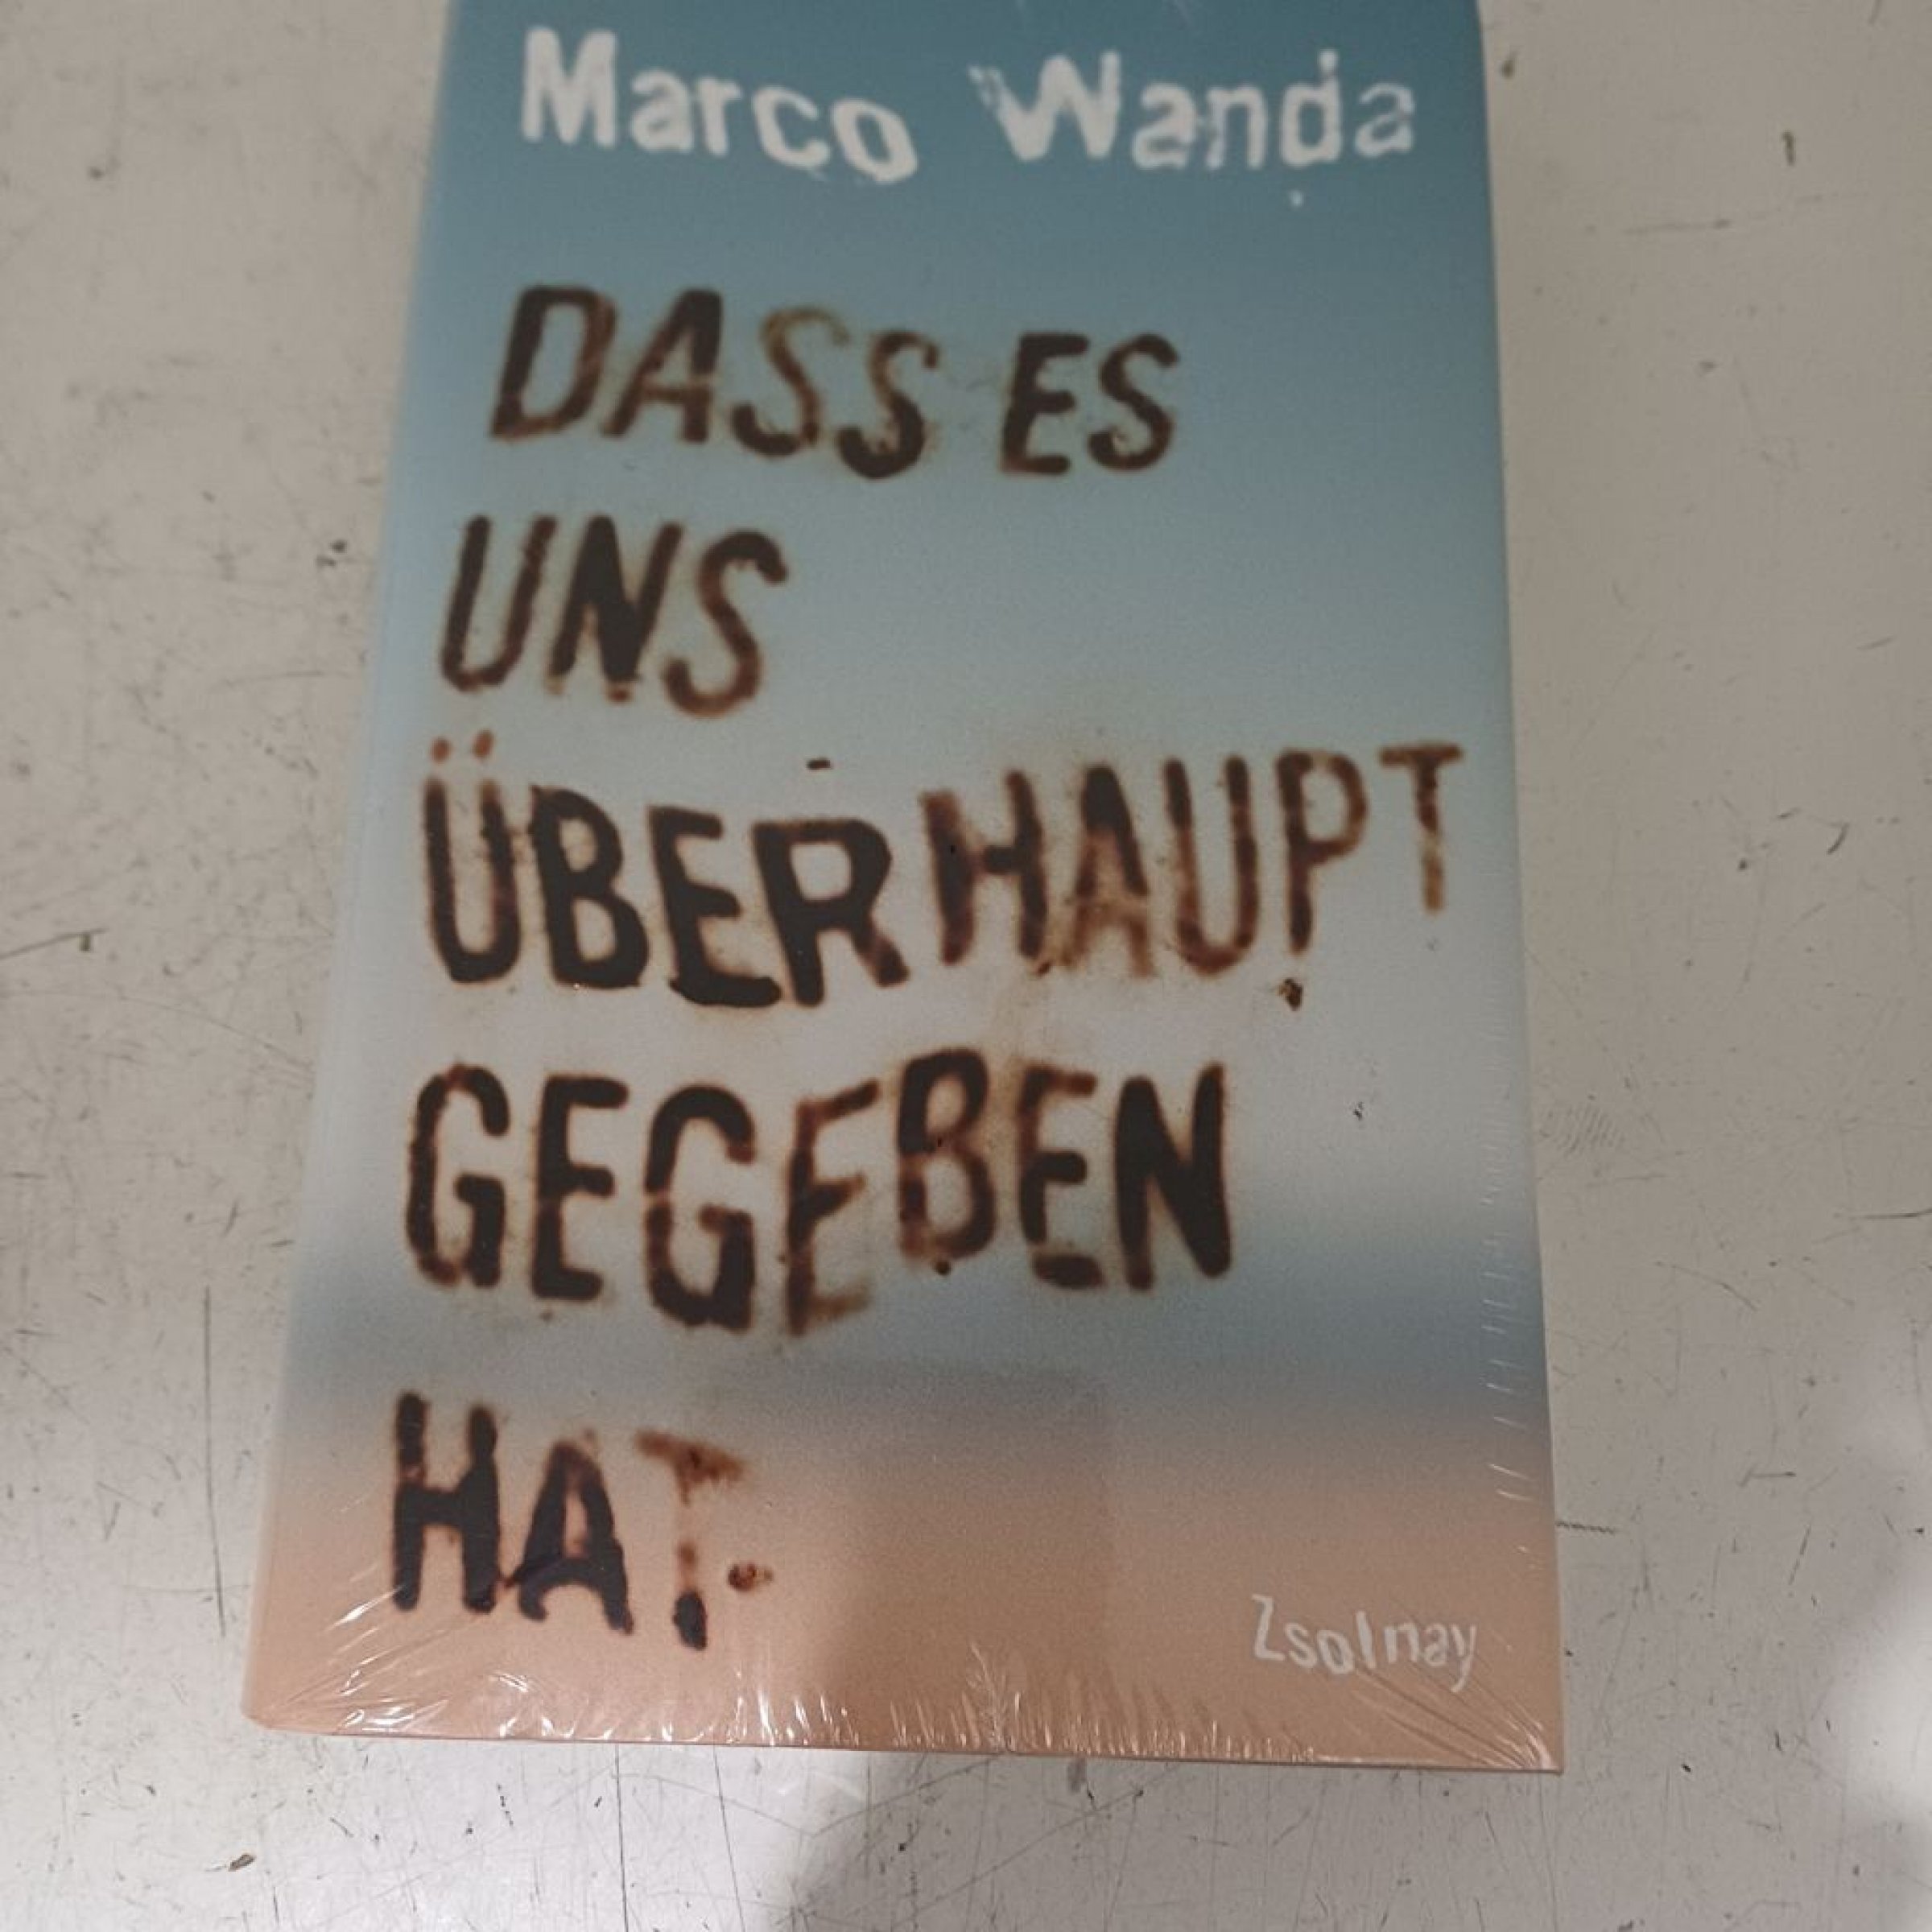 Marco Wanda
DASS ES
UNS
ÜBERHAUPT
GEGEBEN
HAT.
Zsolnay